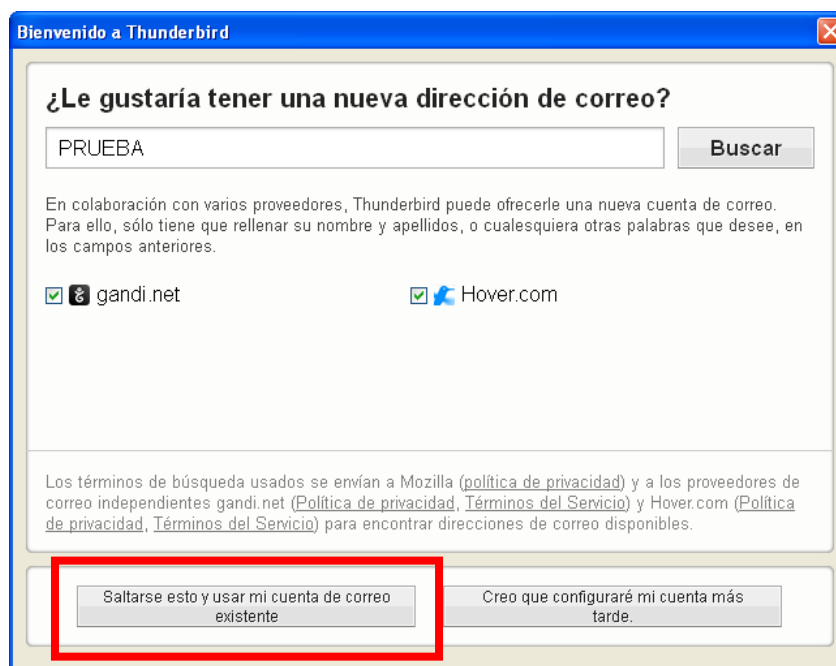 Bienvenido a Thunderbird
¿Le gustaría tener una nueva dirección de correo?
PRUEBA
Buscar
En colaboración con varios proveedores, Thunderbird puede ofrecerle una nueva cuenta de correo.
Para ello, sólo tiene que rellenar su nombre y apellidos, o cualesquiera otras palabras que desee, en
los campos anteriores.
gandi.net
Hover.com
Los términos de búsqueda usados se envían a Mozilla (política de privacidad) y a los proveedores de
correo independientes gandi.net (Política de privacidad, Términos del Servicio) y Hover.com (Política
de privacidad, Términos del Servicio) para encontrar direcciones de correo disponibles.
Saltarse esto y usar mi cuenta de correo
existente
Creo que configuraré mi cuenta más
tarde.